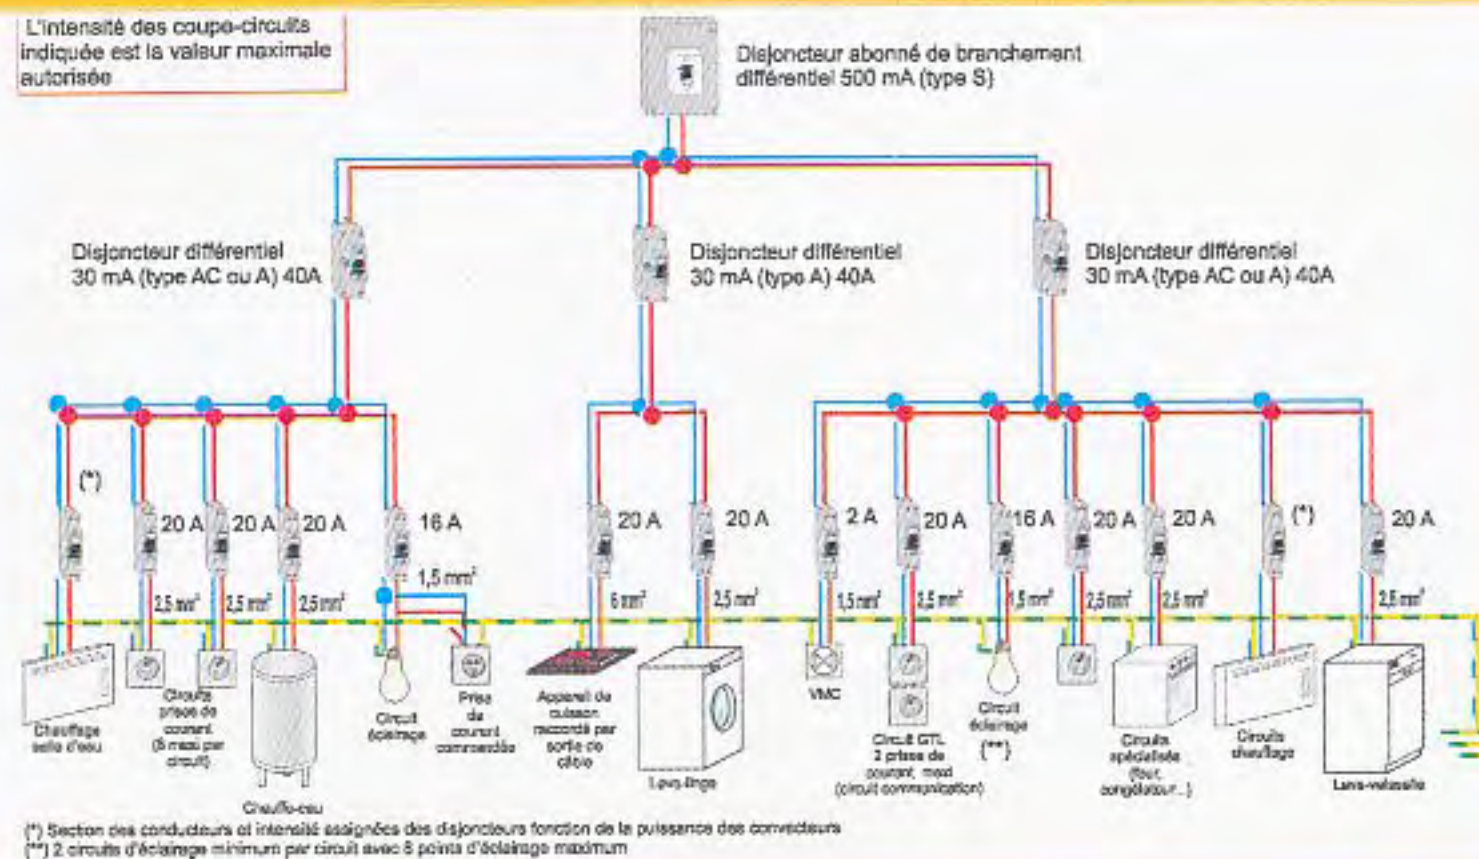 L'intensité des coupe-circuits
indiquée est la valeur maximale
autorisée
Disjoncteur abonné de branchement
différentiel 500 mA (type S)
Disjoncteur différentiel
30 mA (type AC ou A) 40A
Disjoncteur différentiel
30 mA (type A) 40A
Disjoncteur différentiel
30 mA (type AC ou A) 40A
(*)
20 A
20 A
20 A
16 A
20 A
20 A
2 A
20 A
16 A
20 A
20 A
(*)
20 A
2,5 mm²
2,5 mm²
2,5 mm²
1,5 mm²
6 mm²
2,5 mm²
1,5 mm²
2,5 mm²
1,5 mm²
2,5 mm²
2,5 mm²
2,5 mm²
Chauffage
salle d'eau
Circuits
prises de
courant
(8 maxi par
circuit)
Chauffe-eau
Circuit
éclairage
Prise
de
courant
commandée
Appareil de
cuisson
raccordé par
sortie de
câble
Lave-linge
VMC
Circuit GTL
2 prises de
courant, maxi
(circuit communication)
Circuit
éclairage
(**)
Circuits
spécialisés
(four,
congélateur...)
Circuits
chauffage
Lave-vaisselle
(*) Section des conducteurs et intensité assignées des disjoncteurs fonction de la puissance des convecteurs
(**) 2 circuits d'éclairage minimum par circuit avec 8 points d'éclairage maximum